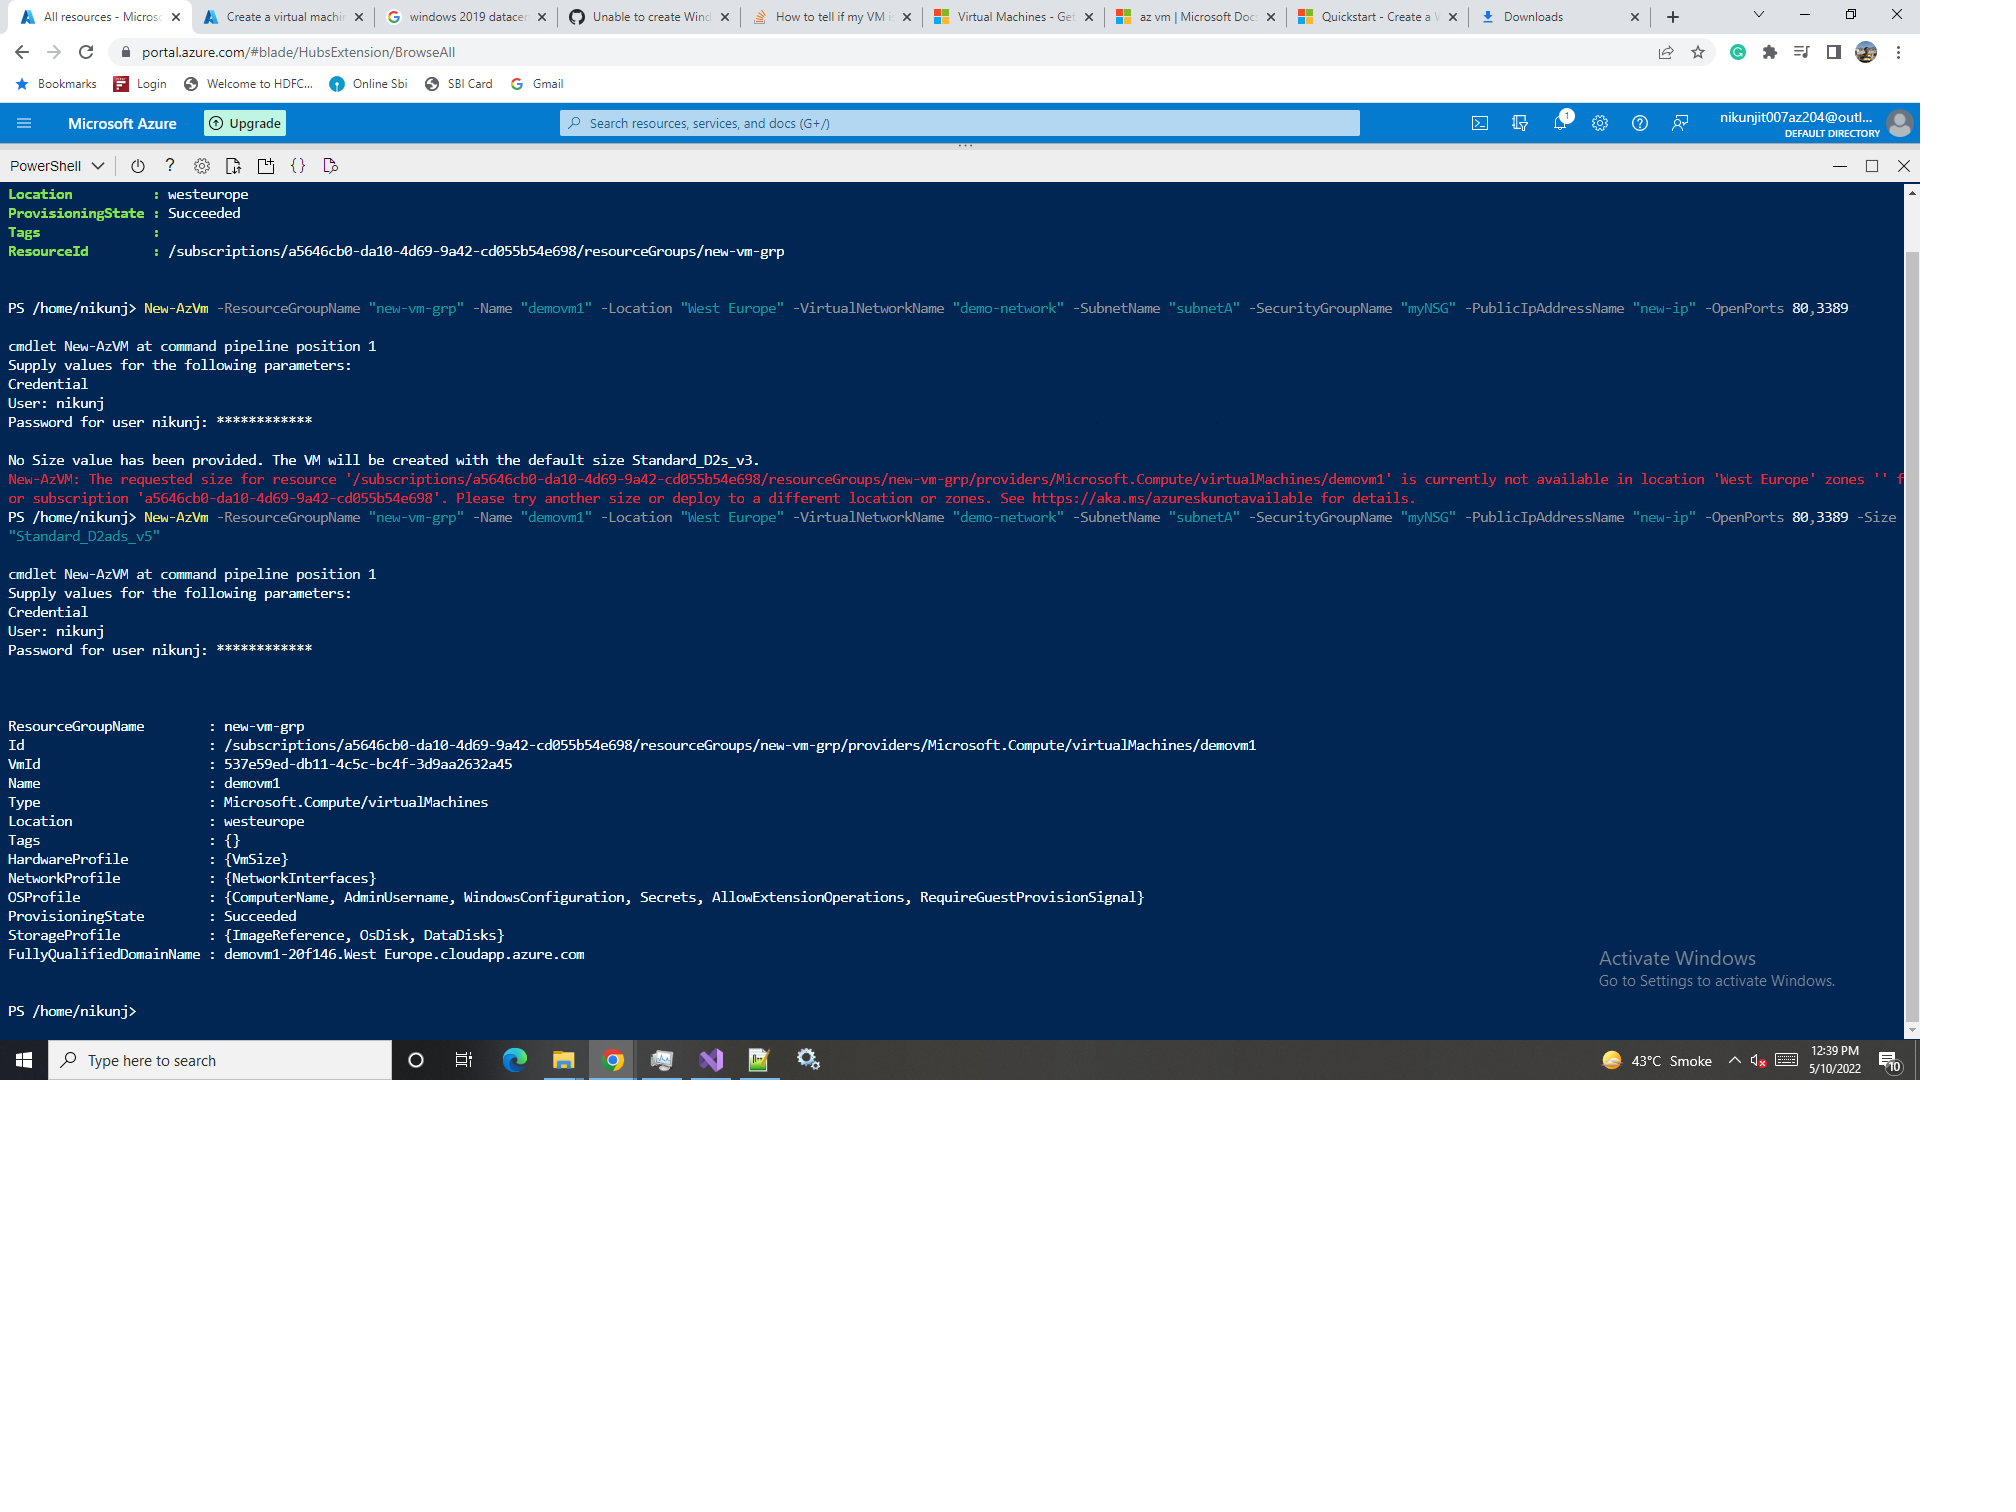 All resources - Microsc
Create a virtual machin
windows 2019 datacen
Unable to create Wind
How to tell if my VM is
Virtual Machines - Get
az vm | Microsoft Doc
Quickstart - Create a
Downloads
portal.azure.com/#blade/HubsExtension/BrowseAll
Bookmarks
Login
Welcome to HDFC...
Online Sbi
SBI Card
Gmail
Microsoft Azure
Upgrade
Search resources, services, and docs (G+/)
1
nikunjit007az204@outl...
DEFAULT DIRECTORY
PowerShell
Location : westeurope
ProvisioningState : Succeeded
Tags :
ResourceId : /subscriptions/a5646cb0-da10-4d69-9a42-cd055b54e698/resourceGroups/new-vm-grp
PS /home/nikunj> New-AzVm -ResourceGroupName "new-vm-grp" -Name "demovm1" -Location "West Europe" -VirtualNetworkName "demo-network" -SubnetName "subnetA" -SecurityGroupName "myNSG" -PublicIpAddressName "new-ip" -OpenPorts 80,3389
cmdlet New-AzVM at command pipeline position 1
Supply values for the following parameters:
Credential
User: nikunj
Password for user nikunj: ************
No Size value has been provided. The VM will be created with the default size Standard_D2s_v3.
New-AzVM: The requested size for resource '/subscriptions/a5646cb0-da10-4d69-9a42-cd055b54e698/resourceGroups/new-vm-grp/providers/Microsoft.Compute/virtualMachines/demovm1' is currently not available in location 'West Europe' zones '' f
or subscription 'a5646cb0-da10-4d69-9a42-cd055b54e698'. Please try another size or deploy to a different location or zones. See https://aka.ms/azureskunotavailable for details.
PS /home/nikunj> New-AzVm -ResourceGroupName "new-vm-grp" -Name "demovm1" -Location "West Europe" -VirtualNetworkName "demo-network" -SubnetName "subnetA" -SecurityGroupName "myNSG" -PublicIpAddressName "new-ip" -OpenPorts 80,3389 -Size
"Standard_D2ads_v5"
cmdlet New-AzVM at command pipeline position 1
Supply values for the following parameters:
Credential
User: nikunj
Password for user nikunj: ************
ResourceGroupName : new-vm-grp
Id : /subscriptions/a5646cb0-da10-4d69-9a42-cd055b54e698/resourceGroups/new-vm-grp/providers/Microsoft.Compute/virtualMachines/demovm1
VmId : 537e59ed-db11-4c5c-bc4f-3d9aa2632a45
Name : demovm1
Type : Microsoft.Compute/virtualMachines
Location : westeurope
Tags : {}
HardwareProfile : {VmSize}
NetworkProfile : {NetworkInterfaces}
OSProfile : {ComputerName, AdminUsername, WindowsConfiguration, Secrets, AllowExtensionOperations, RequireGuestProvisionSignal}
ProvisioningState : Succeeded
StorageProfile : {ImageReference, OsDisk, DataDisks}
FullyQualifiedDomainName : demovm1-20f146.West Europe.cloudapp.azure.com
Activate Windows
Go to Settings to activate Windows.
PS /home/nikunj>
Type here to search
43°C Smoke
12:39 PM
5/10/2022
10